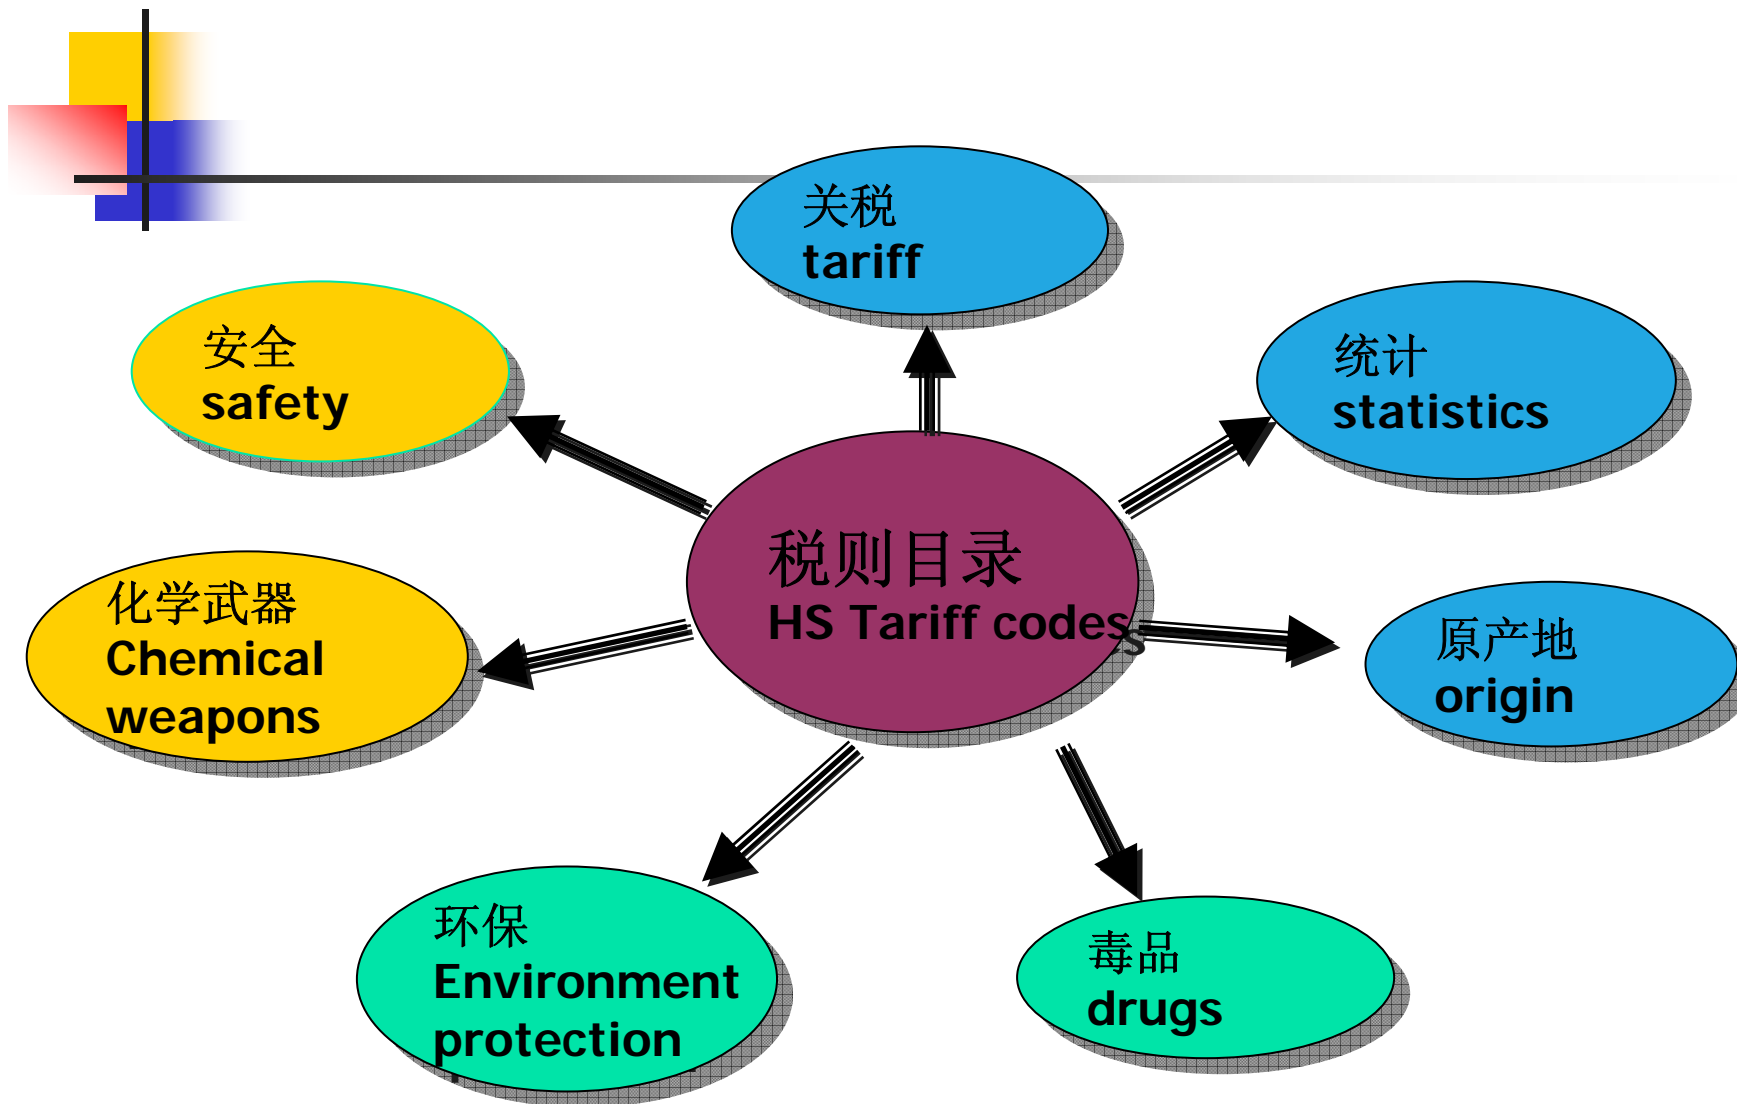 关税
tariff
安全
safety
统计
statistics
税则目录
HS Tariff codes
化学武器
Chemical
weapons
原产地
origin
环保
Environment
protection
毒品
drugs